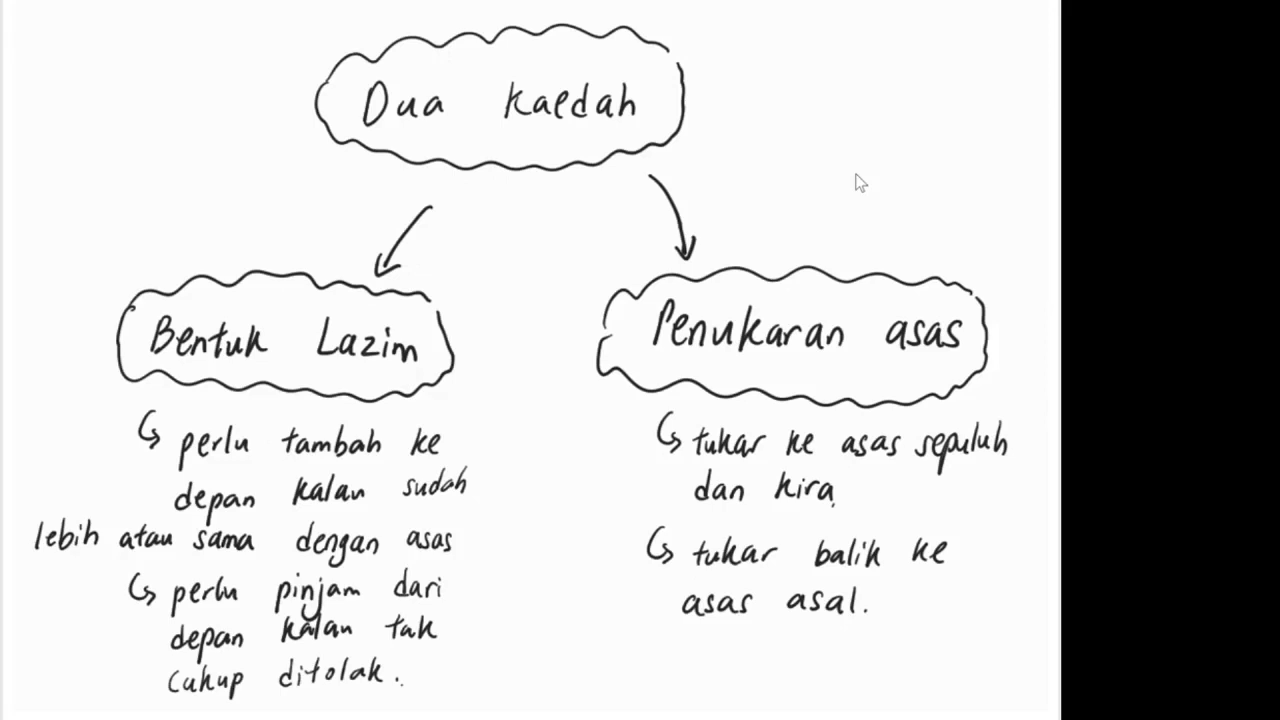 Dua kaedah
Bentuk Lazim
↳ perlu tambah ke
depan kalau sudah
lebih atau sama dengan asas
↳ perlu pinjam dari
depan kalau tak
cukup ditolak.
Penukaran asas
↳ tukar ke asas sepuluh
dan kira.
↳ tukar balik ke
asas asal.